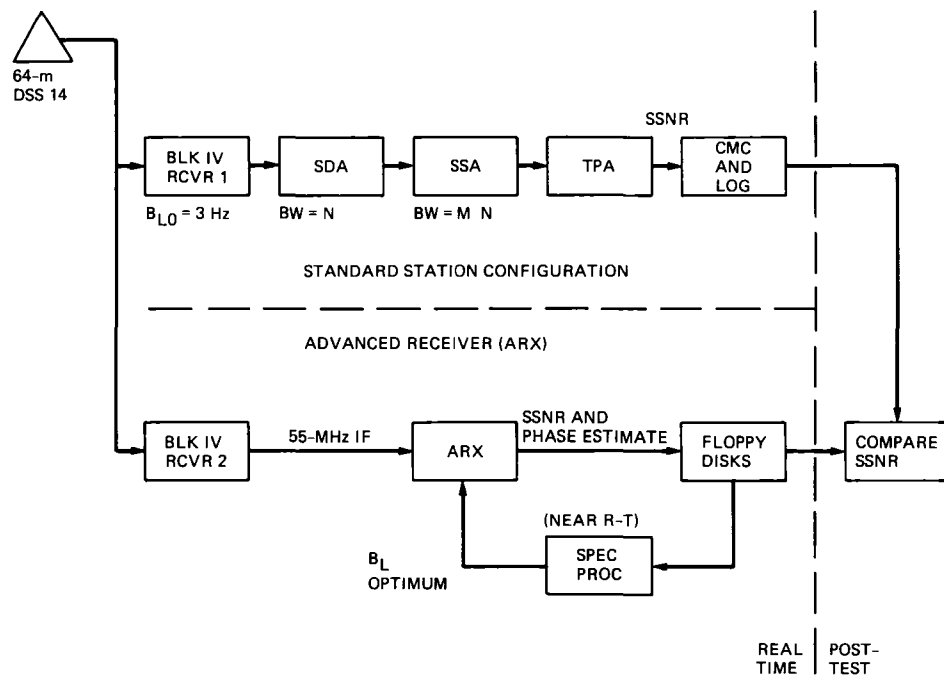 64-m
DSS 14
BLK IV
RCVR 1
B_L0 = 3 Hz
SDA
BW = N
SSA
BW = M N
TPA
SSNR
CMC
AND
LOG
STANDARD STATION CONFIGURATION
ADVANCED RECEIVER (ARX)
BLK IV
RCVR 2
55-MHz IF
ARX
SSNR AND
PHASE ESTIMATE
FLOPPY
DISKS
COMPARE
SSNR
(NEAR R-T)
SPEC
PROC
B_L
OPTIMUM
REAL
TIME
POST-
TEST